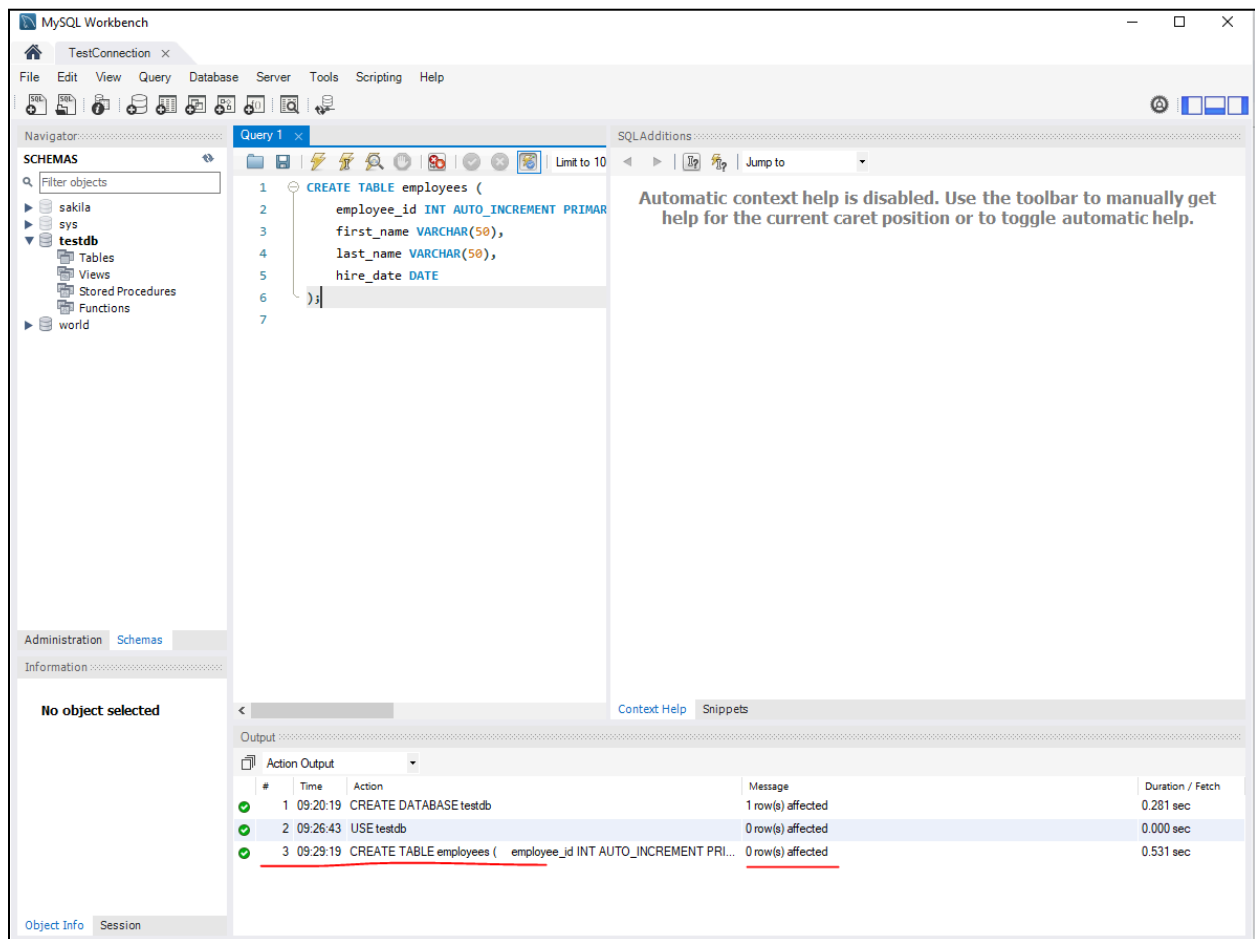 MySQL Workbench
TestConnection
File Edit View Query Database Server Tools Scripting Help
Navigator
SCHEMAS
Filter objects
sakila
sys
testdb
Tables
Views
Stored Procedures
Functions
world
Administration Schemas
Information
No object selected
Object Info Session
Query 1
Limit to 10
1 CREATE TABLE employees (
2 employee_id INT AUTO_INCREMENT PRIMAR
3 first_name VARCHAR(50),
4 last_name VARCHAR(50),
5 hire_date DATE
6 );
7
SQLAdditions
Jump to
Automatic context help is disabled. Use the toolbar to manually get
help for the current caret position or to toggle automatic help.
Context Help Snippets
Output
Action Output
# Time Action Message Duration / Fetch
1 09:20:19 CREATE DATABASE testdb 1 row(s) affected 0.281 sec
2 09:26:43 USE testdb 0 row(s) affected 0.000 sec
3 09:29:19 CREATE TABLE employees ( employee_id INT AUTO_INCREMENT PRI... 0 row(s) affected 0.531 sec